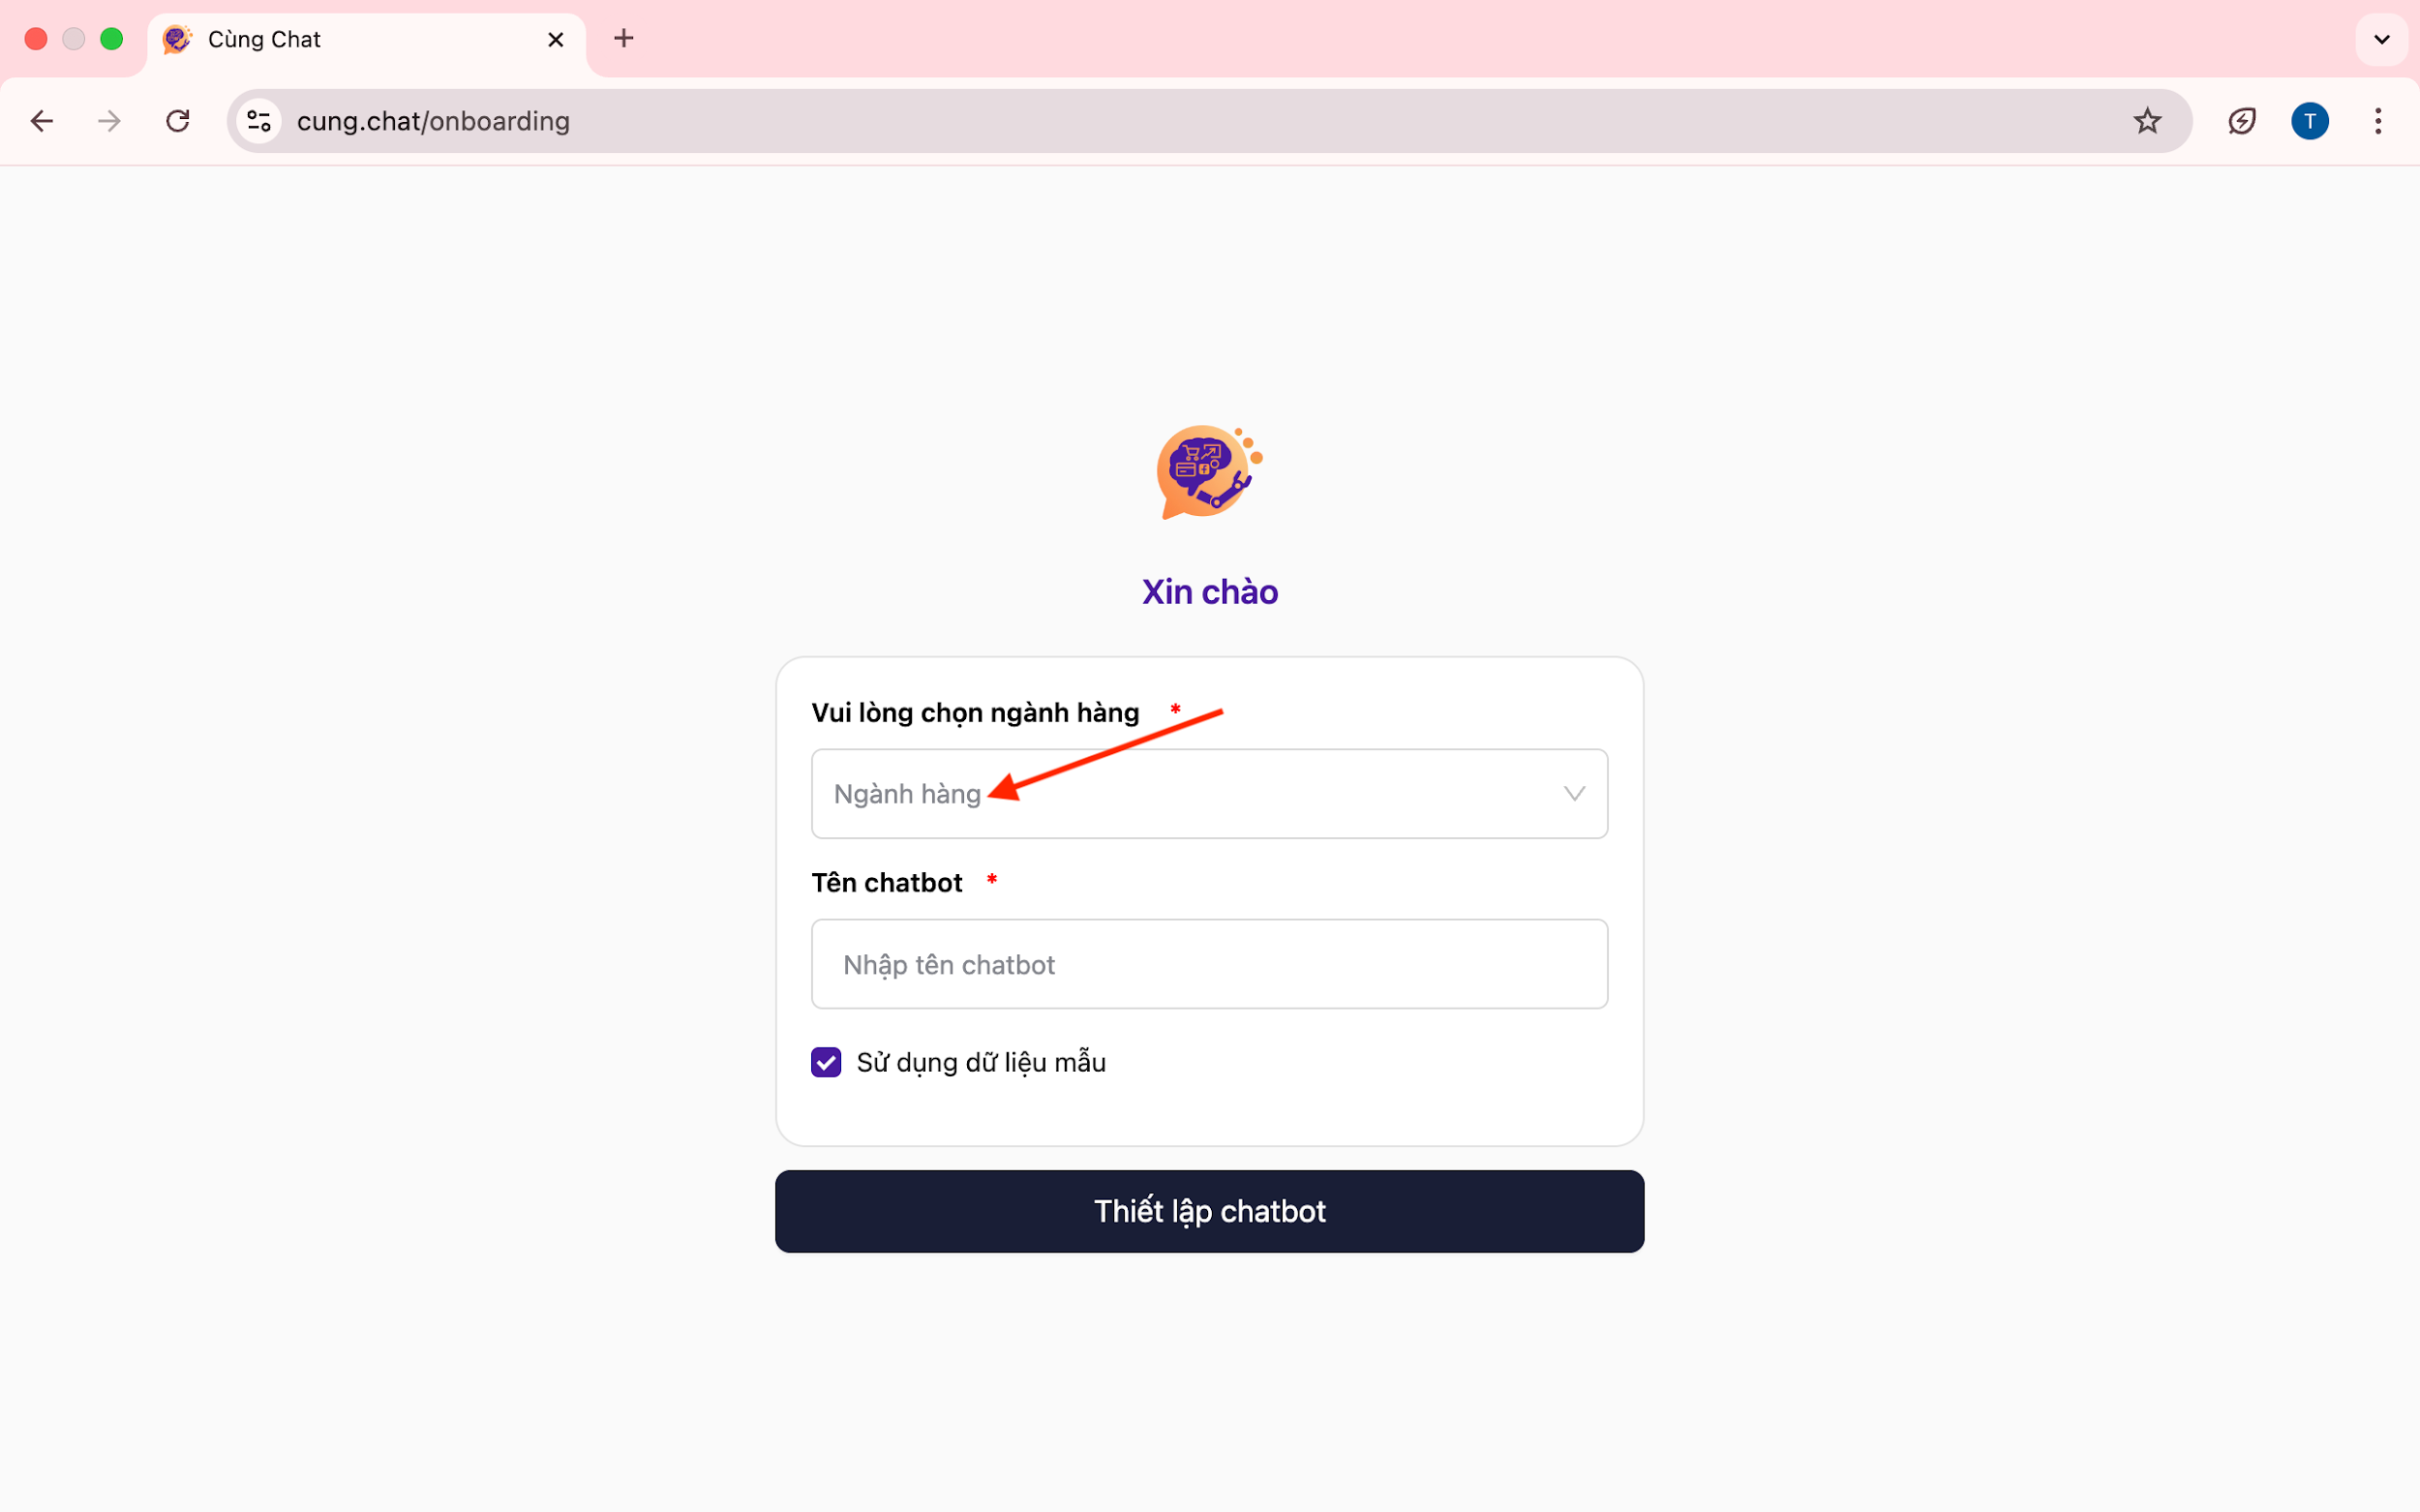 Cùng Chat
cung.chat/onboarding
T
Xin chào
Vui lòng chọn ngành hàng *
Ngành hàng
Tên chatbot *
Nhập tên chatbot
Sử dụng dữ liệu mẫu
Thiết lập chatbot